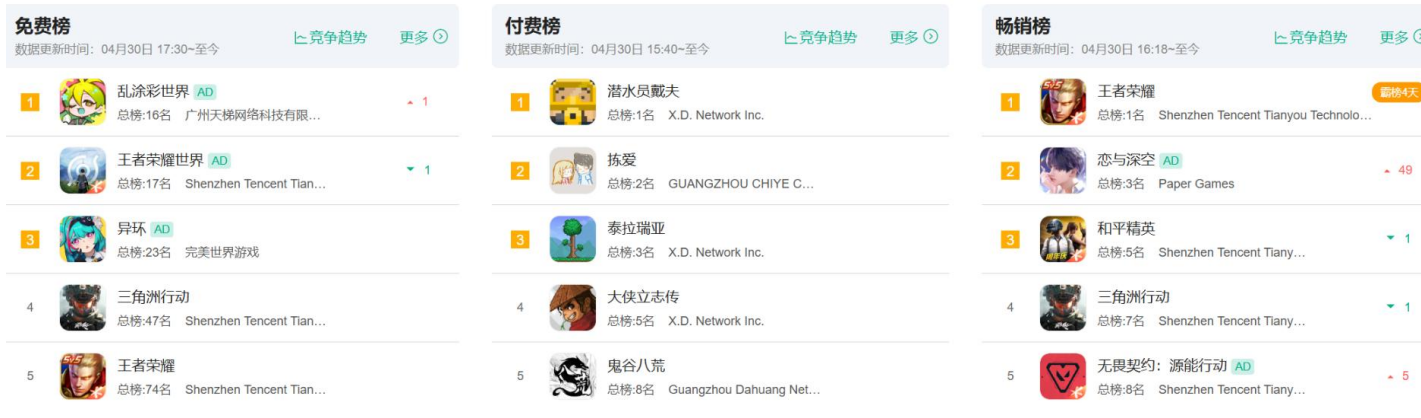 免费榜
数据更新时间：04月30日 17:30~至今
竞争趋势
更多
1
乱涂彩世界 AD
总榜:16名 广州天梯网络科技有限...
1
2
王者荣耀世界 AD
总榜:17名 Shenzhen Tencent Tian...
1
3
异环 AD
总榜:23名 完美世界游戏
4
三角洲行动
总榜:47名 Shenzhen Tencent Tian...
5
王者荣耀
总榜:74名 Shenzhen Tencent Tian...
付费榜
数据更新时间：04月30日 15:40~至今
竞争趋势
更多
1
潜水员戴夫
总榜:1名 X.D. Network Inc.
2
拣爱
总榜:2名 GUANGZHOU CHIYE C...
3
泰拉瑞亚
总榜:3名 X.D. Network Inc.
4
大侠立志传
总榜:5名 X.D. Network Inc.
5
鬼谷八荒
总榜:8名 Guangzhou Dahuang Net...
畅销榜
数据更新时间：04月30日 16:18~至今
竞争趋势
更多
1
王者荣耀
霸榜4天
总榜:1名 Shenzhen Tencent Tianyou Technolo...
2
恋与深空 AD
总榜:3名 Paper Games
49
3
和平精英
总榜:5名 Shenzhen Tencent Tiany...
1
4
三角洲行动
总榜:7名 Shenzhen Tencent Tiany...
1
5
无畏契约：源能行动 AD
总榜:8名 Shenzhen Tencent Tiany...
5